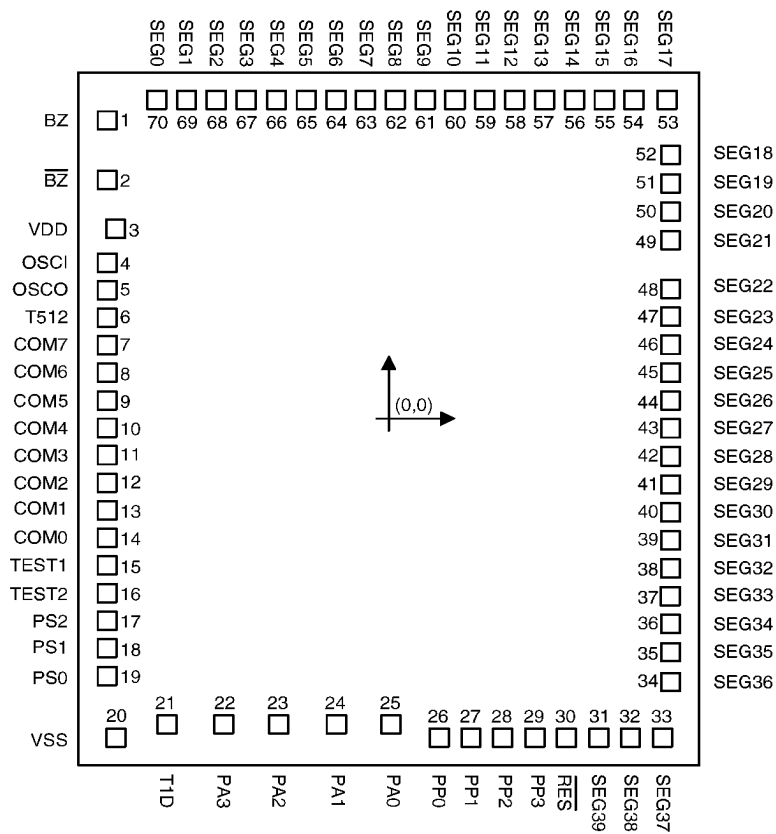 SEG0 SEG1 SEG2 SEG3 SEG4 SEG5 SEG6 SEG7 SEG8 SEG9 SEG10 SEG11 SEG12 SEG13 SEG14 SEG15 SEG16 SEG17
BZ 1 70 69 68 67 66 65 64 63 62 61 60 59 58 57 56 55 54 53
52 SEG18
B̅Z̅ 2 51 SEG19
50 SEG20
VDD 3 49 SEG21
OSCI 4
OSCO 5 48 SEG22
T512 6 47 SEG23
COM7 7 46 SEG24
COM6 8 45 SEG25
COM5 9 (0,0) 44 SEG26
COM4 10 43 SEG27
COM3 11 42 SEG28
COM2 12 41 SEG29
COM1 13 40 SEG30
COM0 14 39 SEG31
TEST1 15 38 SEG32
TEST2 16 37 SEG33
PS2 17 36 SEG34
PS1 18 35 SEG35
PS0 19 34 SEG36
VSS 20 21 22 23 24 25 26 27 28 29 30 31 32 33
T1D PA3 PA2 PA1 PA0 PP0 PP1 PP2 PP3 R̅E̅S̅ SEG39 SEG38 SEG37